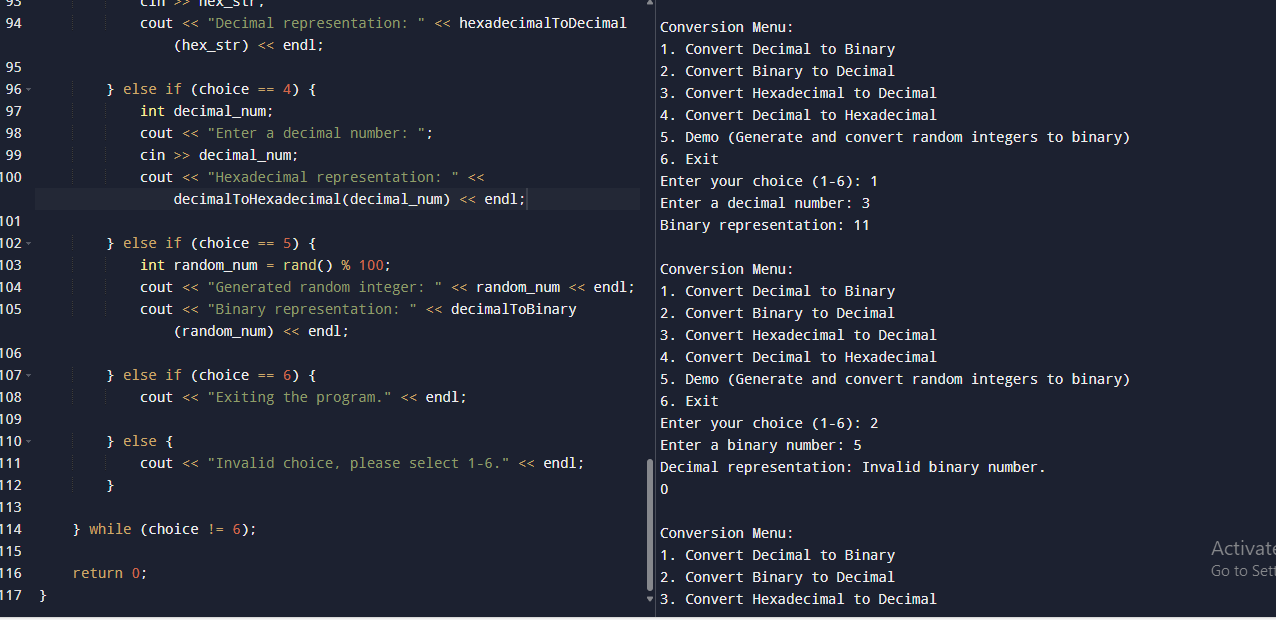 93 cin >> hex_str;
94 cout << "Decimal representation: " << hexadecimalToDecimal
(hex_str) << endl;
95
96 } else if (choice == 4) {
97 int decimal_num;
98 cout << "Enter a decimal number: ";
99 cin >> decimal_num;
100 cout << "Hexadecimal representation: " <<
decimalToHexadecimal(decimal_num) << endl;
101
102 } else if (choice == 5) {
103 int random_num = rand() % 100;
104 cout << "Generated random integer: " << random_num << endl;
105 cout << "Binary representation: " << decimalToBinary
(random_num) << endl;
106
107 } else if (choice == 6) {
108 cout << "Exiting the program." << endl;
109
110 } else {
111 cout << "Invalid choice, please select 1-6." << endl;
112 }
113
114 } while (choice != 6);
115
116 return 0;
117 }
Conversion Menu:
1. Convert Decimal to Binary
2. Convert Binary to Decimal
3. Convert Hexadecimal to Decimal
4. Convert Decimal to Hexadecimal
5. Demo (Generate and convert random integers to binary)
6. Exit
Enter your choice (1-6): 1
Enter a decimal number: 3
Binary representation: 11

Conversion Menu:
1. Convert Decimal to Binary
2. Convert Binary to Decimal
3. Convert Hexadecimal to Decimal
4. Convert Decimal to Hexadecimal
5. Demo (Generate and convert random integers to binary)
6. Exit
Enter your choice (1-6): 2
Enter a binary number: 5
Decimal representation: Invalid binary number.
0

Conversion Menu:
1. Convert Decimal to Binary
2. Convert Binary to Decimal
3. Convert Hexadecimal to Decimal
Activate
Go to Sett